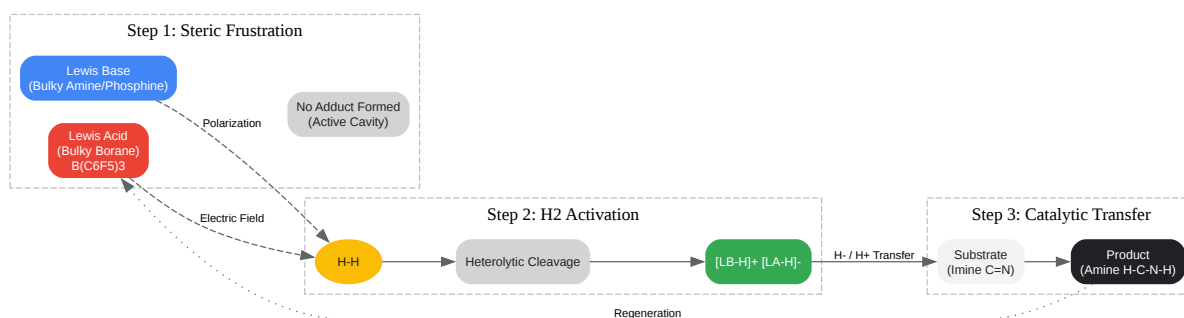 Step 1: Steric Frustration
Lewis Base
(Bulky Amine/Phosphine)
No Adduct Formed
(Active Cavity)
Polarization
Lewis Acid
(Bulky Borane)
B(C6F5)3
Electric Field
Step 2: H2 Activation
H-H
Heterolytic Cleavage
[LB-H]+ [LA-H]-
H- / H+ Transfer
Step 3: Catalytic Transfer
Substrate
(Imine C=N)
Product
(Amine H-C-N-H)
Regeneration